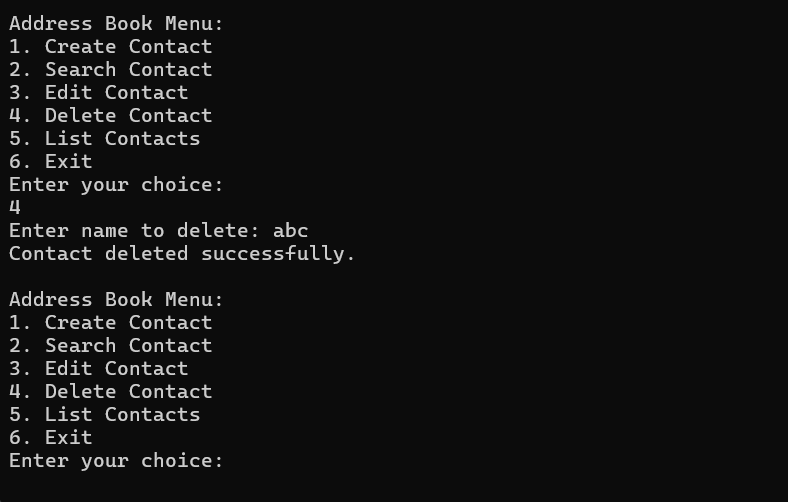 Address Book Menu:
1. Create Contact
2. Search Contact
3. Edit Contact
4. Delete Contact
5. List Contacts
6. Exit
Enter your choice:
4
Enter name to delete: abc
Contact deleted successfully.

Address Book Menu:
1. Create Contact
2. Search Contact
3. Edit Contact
4. Delete Contact
5. List Contacts
6. Exit
Enter your choice: